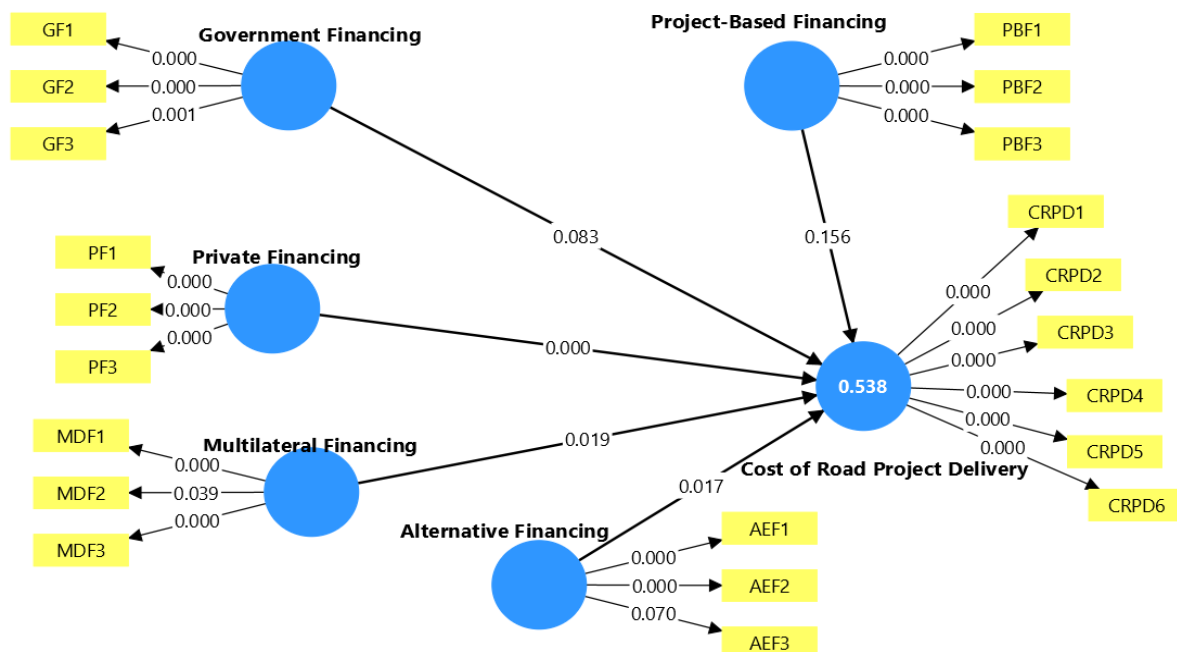 Government Financing
GF1
0.000
GF2
0.000
GF3
0.001
Project-Based Financing
PBF1
0.000
PBF2
0.000
PBF3
0.000
0.083
0.156
Private Financing
PF1
0.000
PF2
0.000
PF3
0.000
0.000
CRPD1
0.000
CRPD2
0.000
CRPD3
0.000
0.538
CRPD4
0.000
CRPD5
0.000
CRPD6
0.000
Cost of Road Project Delivery
Multilateral Financing
MDF1
0.000
MDF2
0.039
MDF3
0.000
0.019
0.017
Alternative Financing
AEF1
0.000
AEF2
0.000
AEF3
0.070